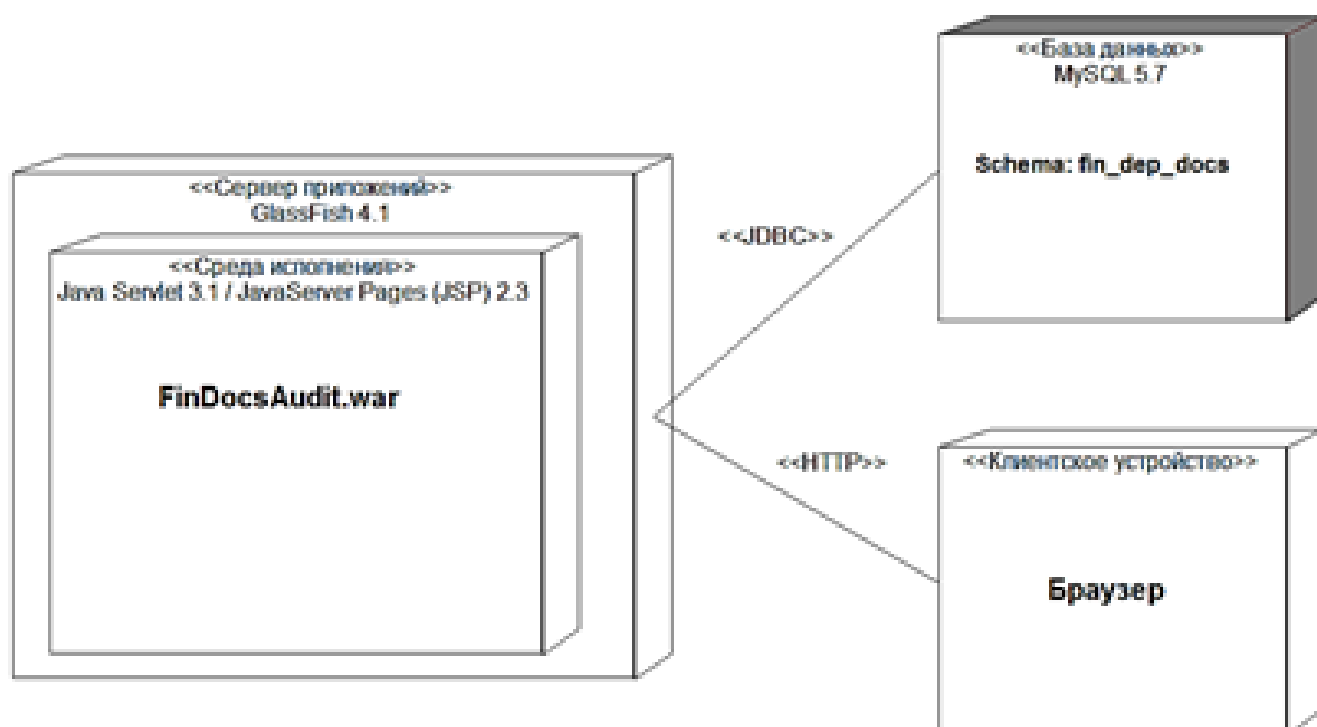 <<База данных>>
MySQL 5.7
Schema: fin_dep_docs
<<Сервер приложений>>
GlassFish 4.1
<<Среда исполнения>>
Java Servlet 3.1 / JavaServer Pages (JSP) 2.3
FinDocsAudit.war
<<JDBC>>
<<HTTP>>
<<Клиентское устройство>>
Браузер